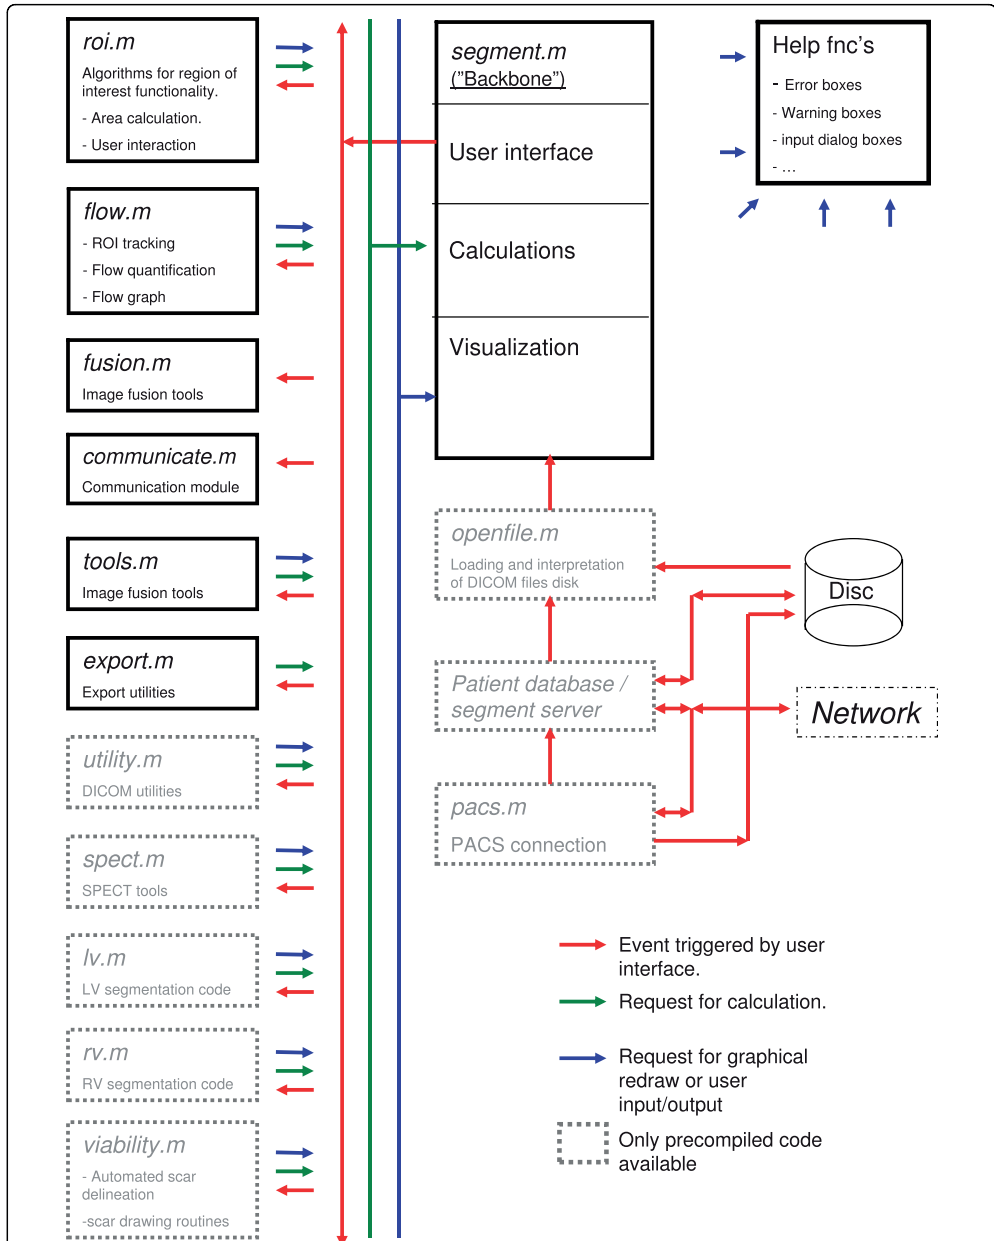 roi.m
Algorithms for region of
interest functionality.
- Area calculation.
- User interaction
flow.m
- ROI tracking
- Flow quantification
- Flow graph
fusion.m
Image fusion tools
communicate.m
Communication module
tools.m
Image fusion tools
export.m
Export utilities
utility.m
DICOM utilities
spect.m
SPECT tools
lv.m
LV segmentation code
rv.m
RV segmentation code
viability.m
- Automated scar
delineation
-scar drawing routines
segment.m
("Backbone")
User interface
Calculations
Visualization
openfile.m
Loading and interpretation
of DICOM files disk
Patient database /
segment server
pacs.m
PACS connection
Help fnc's
- Error boxes
- Warning boxes
- input dialog boxes
- ...
Disc
Network
Event triggered by user
interface.
Request for calculation.
Request for graphical
redraw or user
input/output
Only precompiled code
available